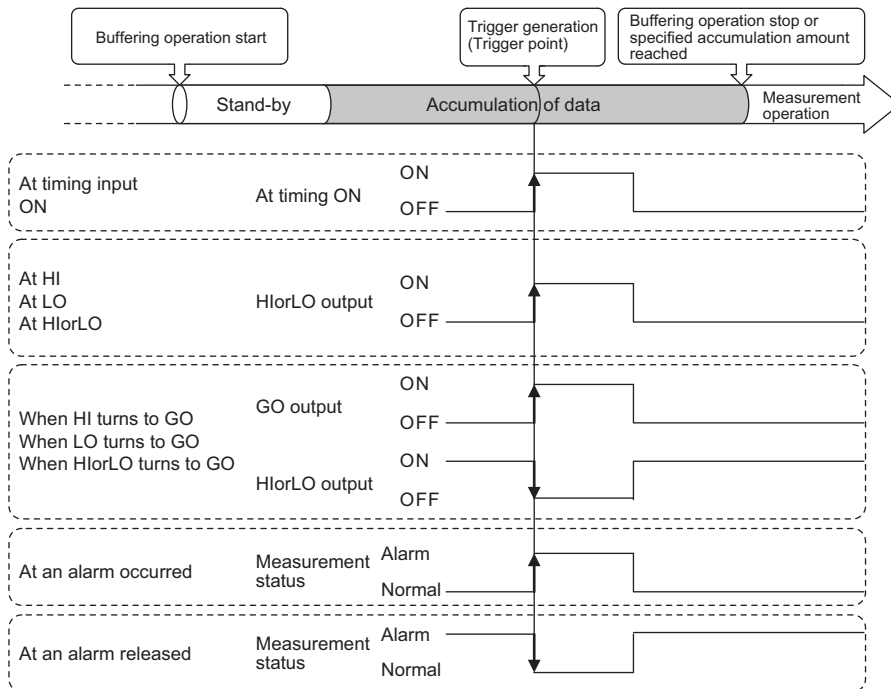 Buffering operation start
Trigger generation
(Trigger point)
Buffering operation stop or
specified accumulation amount
reached
Stand-by
Accumulation of data
Measurement
operation
At timing input
ON
At timing ON
ON
OFF
At HI
At LO
At HIorLO
HIorLO output
ON
OFF
When HI turns to GO
When LO turns to GO
When HIorLO turns to GO
GO output
ON
OFF
HIorLO output
ON
OFF
At an alarm occurred
Measurement
status
Alarm
Normal
At an alarm released
Measurement
status
Alarm
Normal